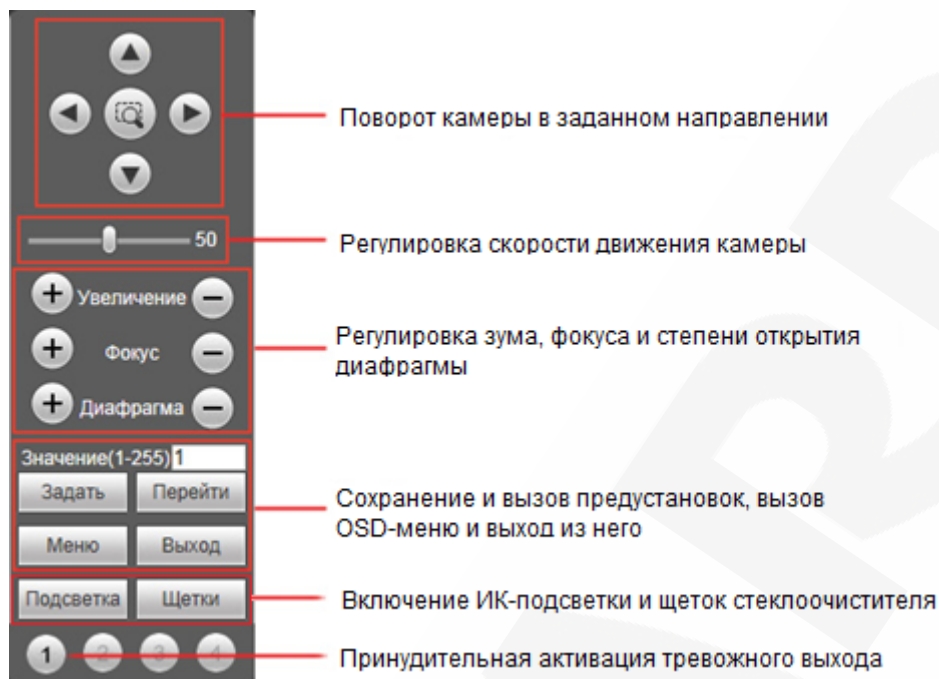 Поворот камеры в заданном направлении
50
Регулировка скорости движения камеры
+ Увеличение −
+ Фокус −
+ Диафрагма −
Регулировка зума, фокуса и степени открытия
диафрагмы
Значение(1-255) 1
Задать Перейти
Меню Выход
Сохранение и вызов предустановок, вызов
OSD-меню и выход из него
Подсветка Щетки
Включение ИК-подсветки и щеток стеклоочистителя
1 2 3 4
Принудительная активация тревожного выхода